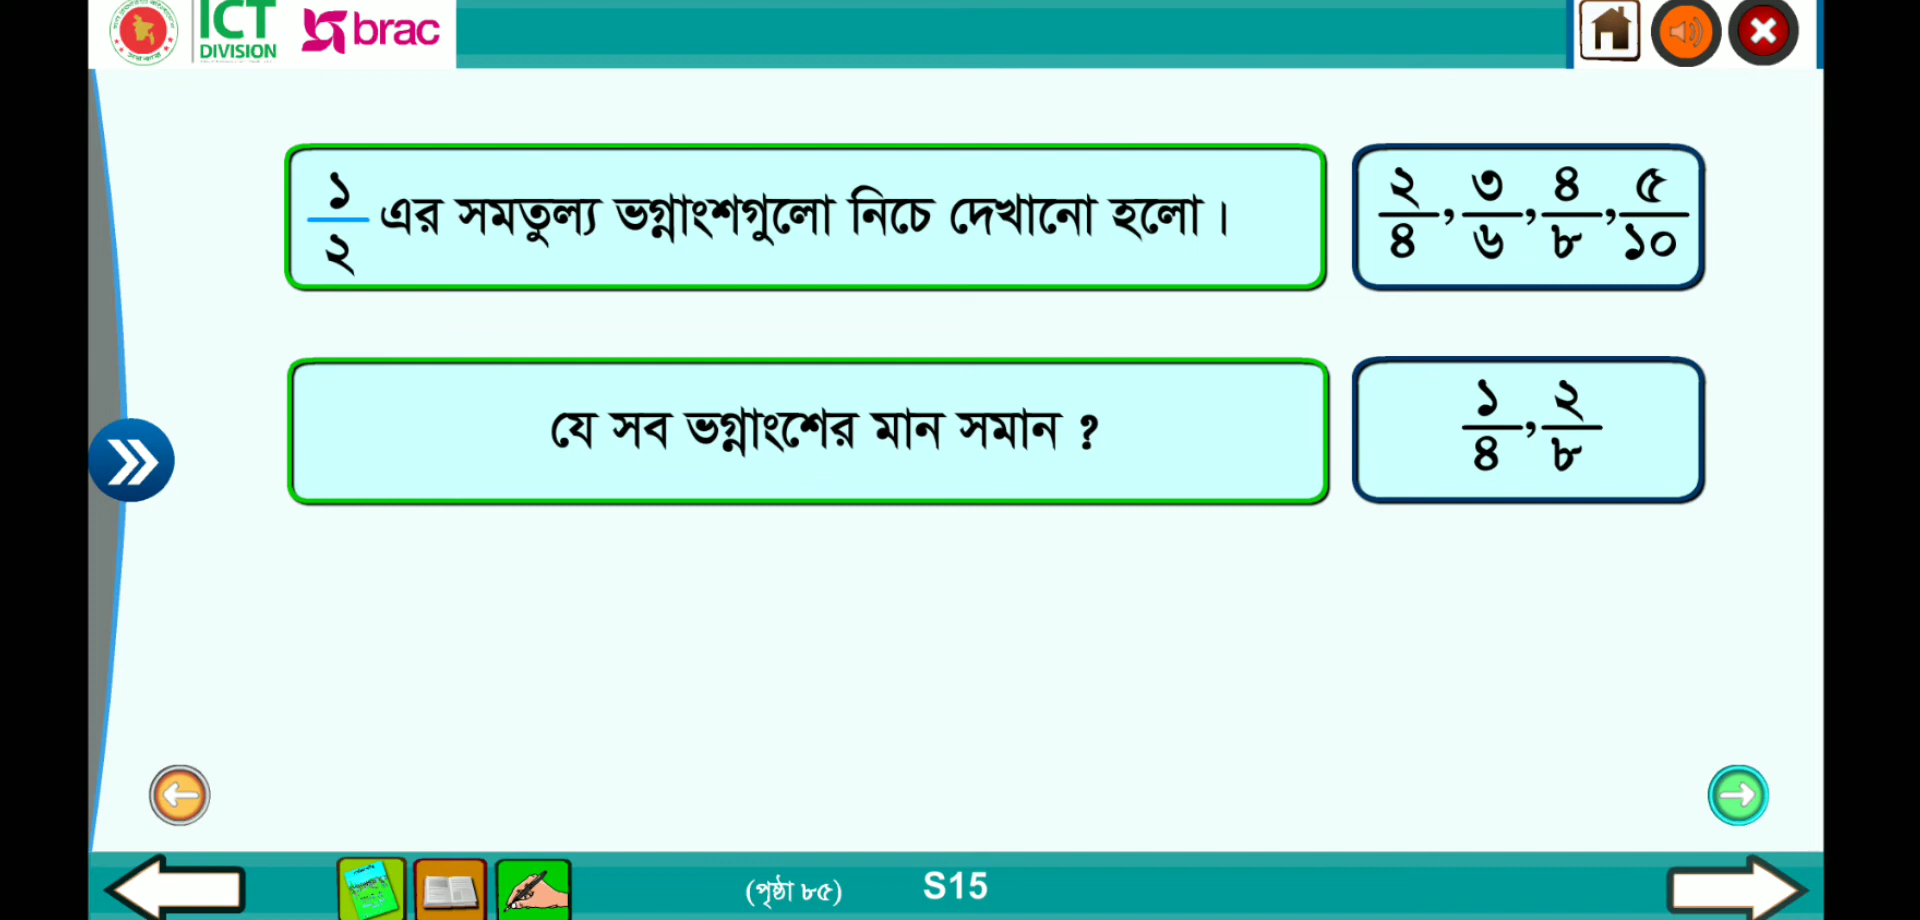 ICT
DIVISION
brac
১/২ এর সমতুল্য ভগ্নাংশগুলো নিচে দেখানো হলো।
২/৪, ৩/৬, ৪/৮, ৫/১০
যে সব ভগ্নাংশের মান সমান ?
১/৪, ২/৮
(পৃষ্ঠা ৮৫)
S15